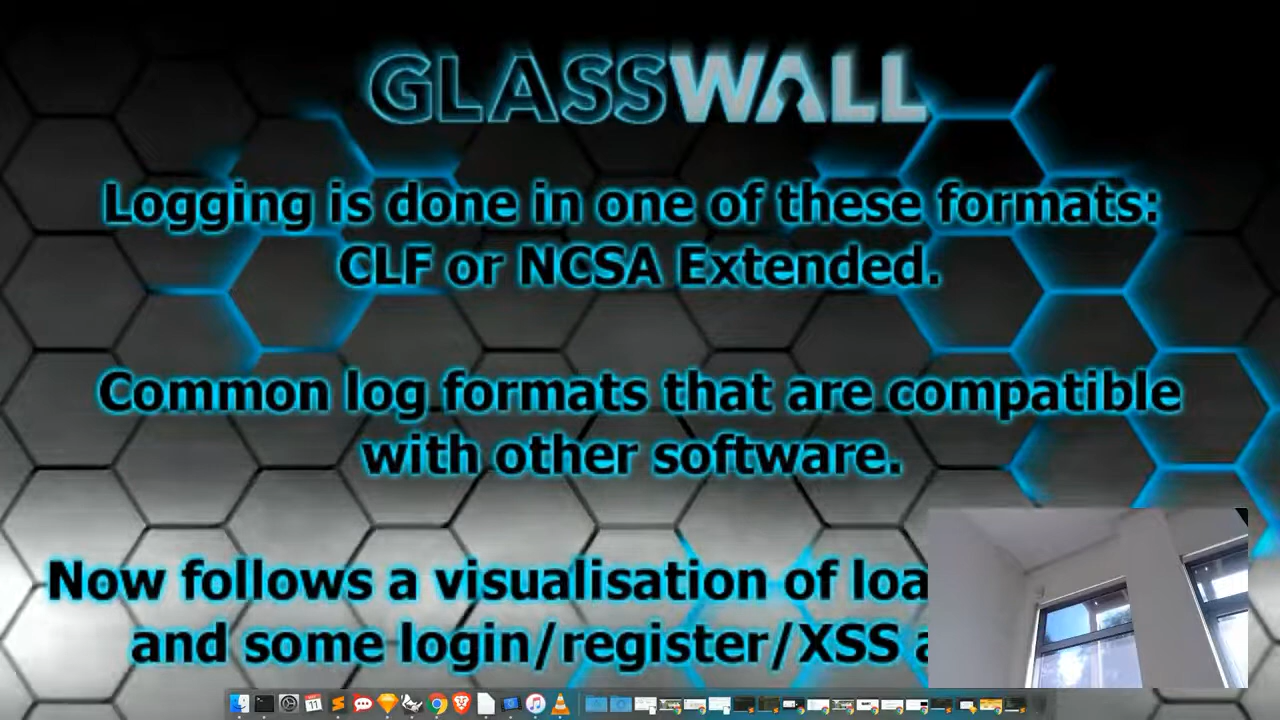 GLASSWALL
Logging is done in one of these formats:
CLF or NCSA Extended.
Common log formats that are compatible
with other software.
Now follows a visualisation of
and some login/register/XSS